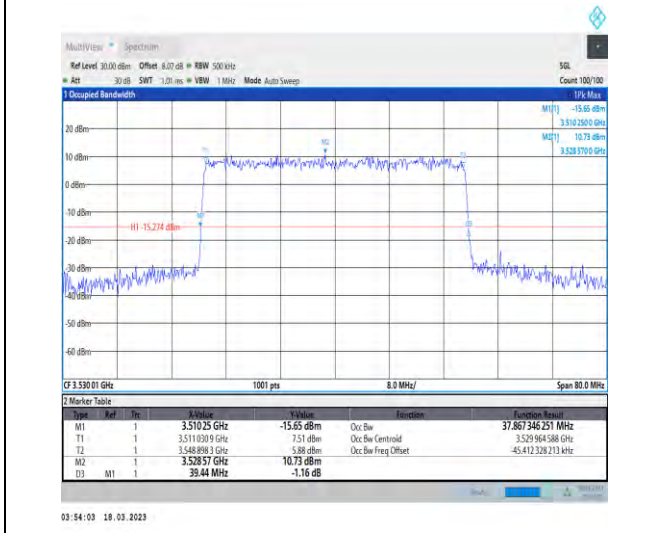 MultiView Spectrum
Ref Level 30.00 dBm Offset 8.07 dB RBW 500 kHz SGL
Att 30 dB SWT 1.01 ms VBW 1 MHz Mode Auto Sweep Count 100/100
1 Occupied Bandwidth 1Pk Max
M1[1] -15.65 dBm
3.510 250 0 GHz
M2[1] 10.73 dBm
3.528 570 0 GHz
20 dBm
M2
10 dBm
0 dBm
-10 dBm
M1
H1 -15.274 dBm
-20 dBm
-30 dBm
-40 dBm
-50 dBm
-60 dBm
CF 3.530 01 GHz 1001 pts 8.0 MHz/ Span 80.0 MHz
2 Marker Table
Type Ref Trc X-Value Y-Value Function Function Result
M1 1 3.510 25 GHz -15.65 dBm Occ Bw 37.867 346 251 MHz
T1 1 3.511 030 9 GHz 7.51 dBm Occ Bw Centroid 3.529 964 588 GHz
T2 1 3.548 898 3 GHz 5.88 dBm Occ Bw Freq Offset -45.412 328 213 kHz
M2 1 3.528 57 GHz 10.73 dBm
D3 M1 1 39.44 MHz -1.16 dB
03:54:03 18.03.2023